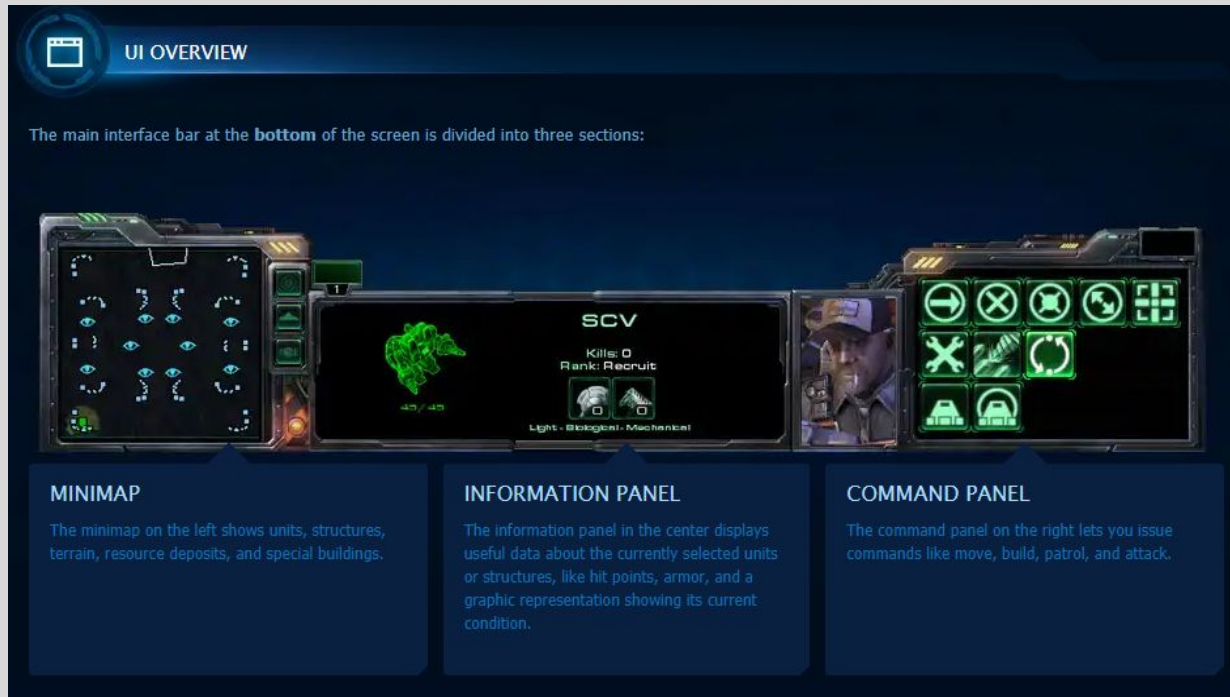 UI OVERVIEW
The main interface bar at the bottom of the screen is divided into three sections:
1
SCV
Kills: 0
Rank: Recruit
45/45
0 0
Light - Biological - Mechanical
MINIMAP
The minimap on the left shows units, structures,
terrain, resource deposits, and special buildings.
INFORMATION PANEL
The information panel in the center displays
useful data about the currently selected units
or structures, like hit points, armor, and a
graphic representation showing its current
condition.
COMMAND PANEL
The command panel on the right lets you issue
commands like move, build, patrol, and attack.